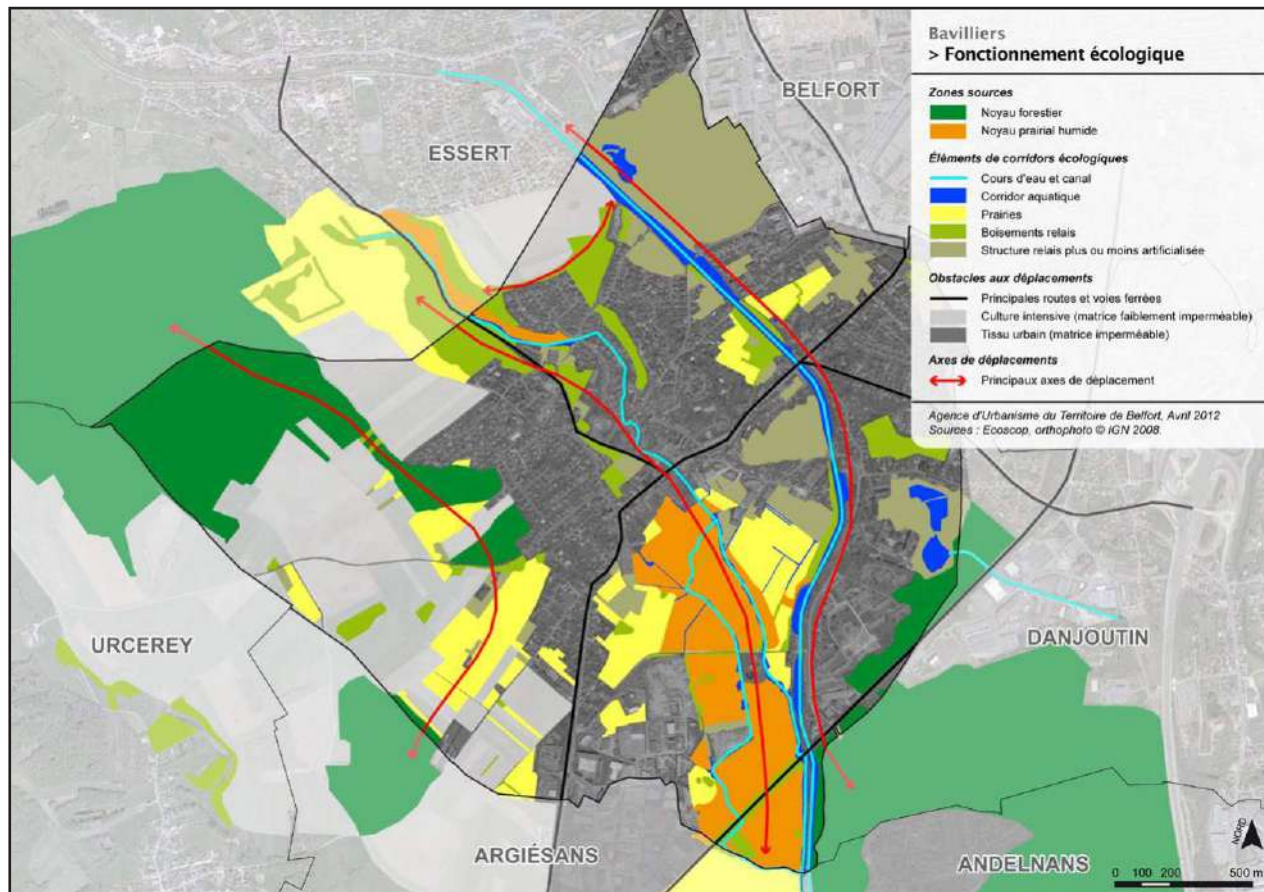 Bavilliers
> Fonctionnement écologique
Zones sources
Noyau forestier
Noyau prairial humide
Éléments de corridors écologiques
Cours d'eau et canal
Corridor aquatique
Prairies
Boisements relais
Structure relais plus ou moins artificialisée
Obstacles aux déplacements
Principales routes et voies ferrées
Culture intensive (matrice faiblement imperméable)
Tissu urbain (matrice imperméable)
Axes de déplacements
Principaux axes de déplacement
Agence d'Urbanisme du Territoire de Belfort, Avril 2012
Sources : Ecoscop, orthophoto © IGN 2008.
BELFORT
ESSERT
URCEREY
DANJOUTIN
ARGIÉSANS
ANDELNANS
NORD
0 100 200 500 m